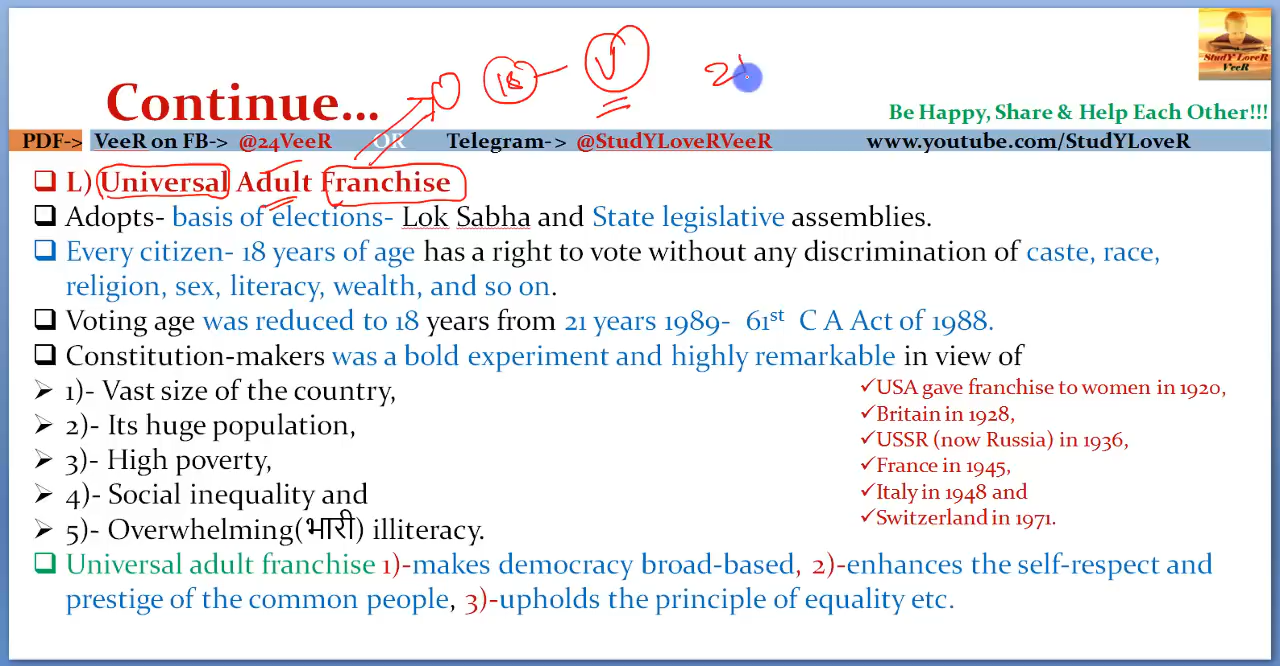 StudY LoveR
VeeR
18 V 21
Continue...
Be Happy, Share & Help Each Other!!!
PDF-> VeeR on FB-> @24VeeR OR Telegram-> @StudYLoveRVeeR www.youtube.com/StudYLoveR
L) Universal Adult Franchise
Adopts- basis of elections- Lok Sabha and State legislative assemblies.
Every citizen- 18 years of age has a right to vote without any discrimination of caste, race,
religion, sex, literacy, wealth, and so on.
Voting age was reduced to 18 years from 21 years 1989- 61st C A Act of 1988.
Constitution-makers was a bold experiment and highly remarkable in view of
1)- Vast size of the country,
2)- Its huge population,
3)- High poverty,
4)- Social inequality and
5)- Overwhelming(भारी) illiteracy.
✓USA gave franchise to women in 1920,
✓Britain in 1928,
✓USSR (now Russia) in 1936,
✓France in 1945,
✓Italy in 1948 and
✓Switzerland in 1971.
Universal adult franchise 1)-makes democracy broad-based, 2)-enhances the self-respect and
prestige of the common people, 3)-upholds the principle of equality etc.